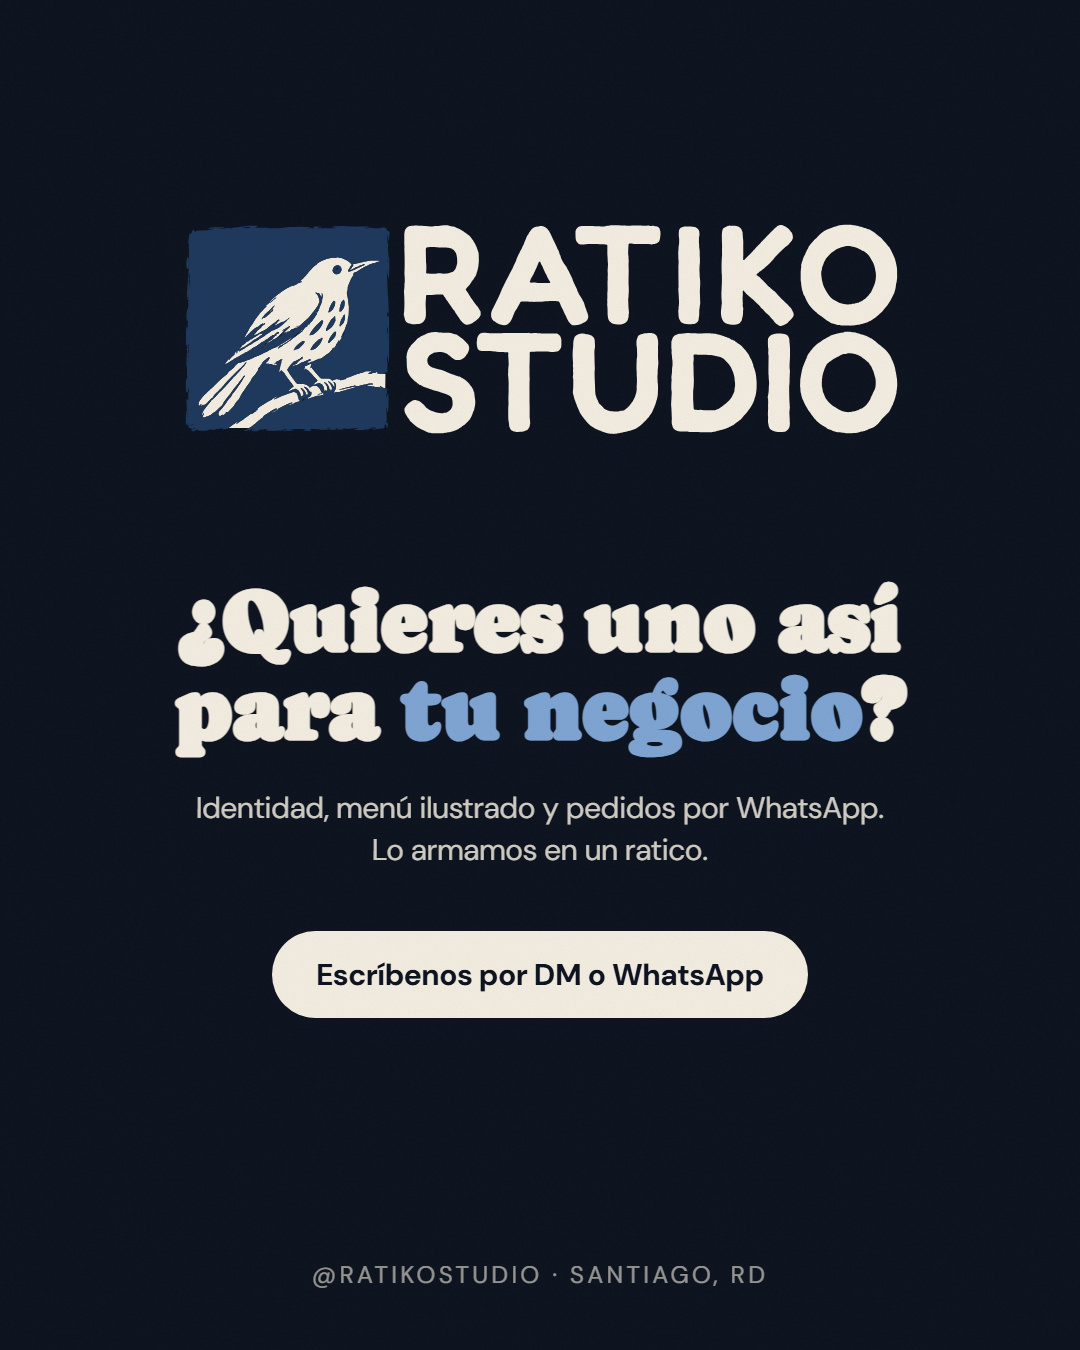 RATIKO
STUDIO
¿Quieres uno así
para tu negocio?
Identidad, menú ilustrado y pedidos por WhatsApp.
Lo armamos en un ratico.
Escríbenos por DM o WhatsApp
@RATIKOSTUDIO · SANTIAGO, RD